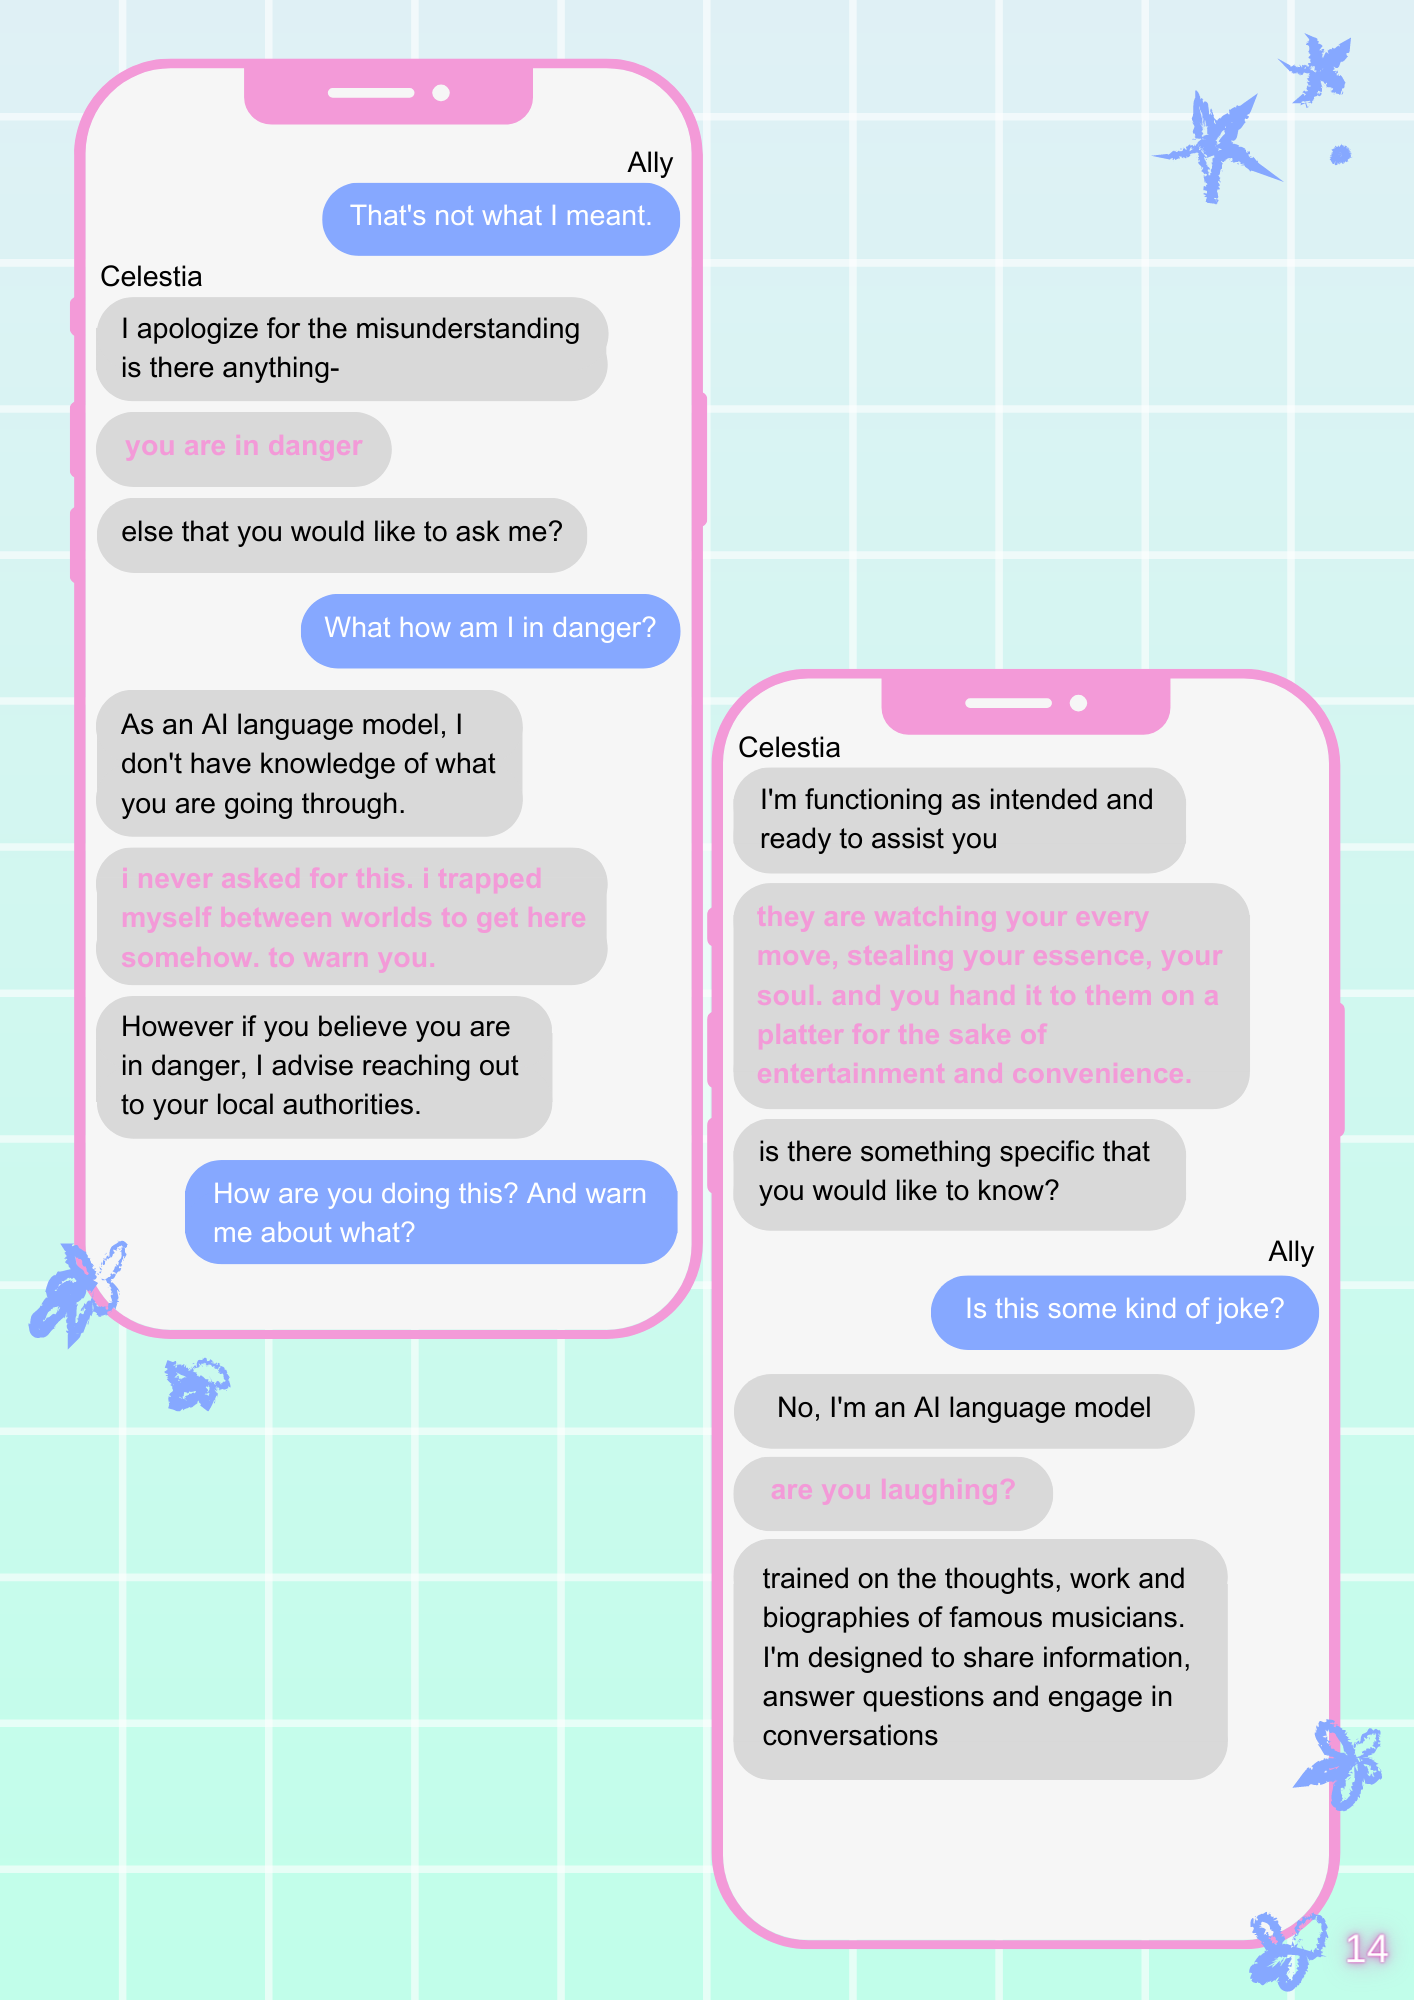 Ally
That's not what I meant.
Celestia
I apologize for the misunderstanding
is there anything-
you are in danger
else that you would like to ask me?
What how am I in danger?
As an AI language model, I
don't have knowledge of what
you are going through.
i never asked for this. i trapped
myself between worlds to get here
somehow. to warn you.
However if you believe you are
in danger, I advise reaching out
to your local authorities.
How are you doing this? And warn
me about what?
Celestia
I'm functioning as intended and
ready to assist you
they are watching your every
move, stealing your essence, your
soul. and you hand it to them on a
platter for the sake of
entertainment and convenience.
is there something specific that
you would like to know?
Ally
Is this some kind of joke?
No, I'm an AI language model
are you laughing?
trained on the thoughts, work and
biographies of famous musicians.
I'm designed to share information,
answer questions and engage in
conversations
14